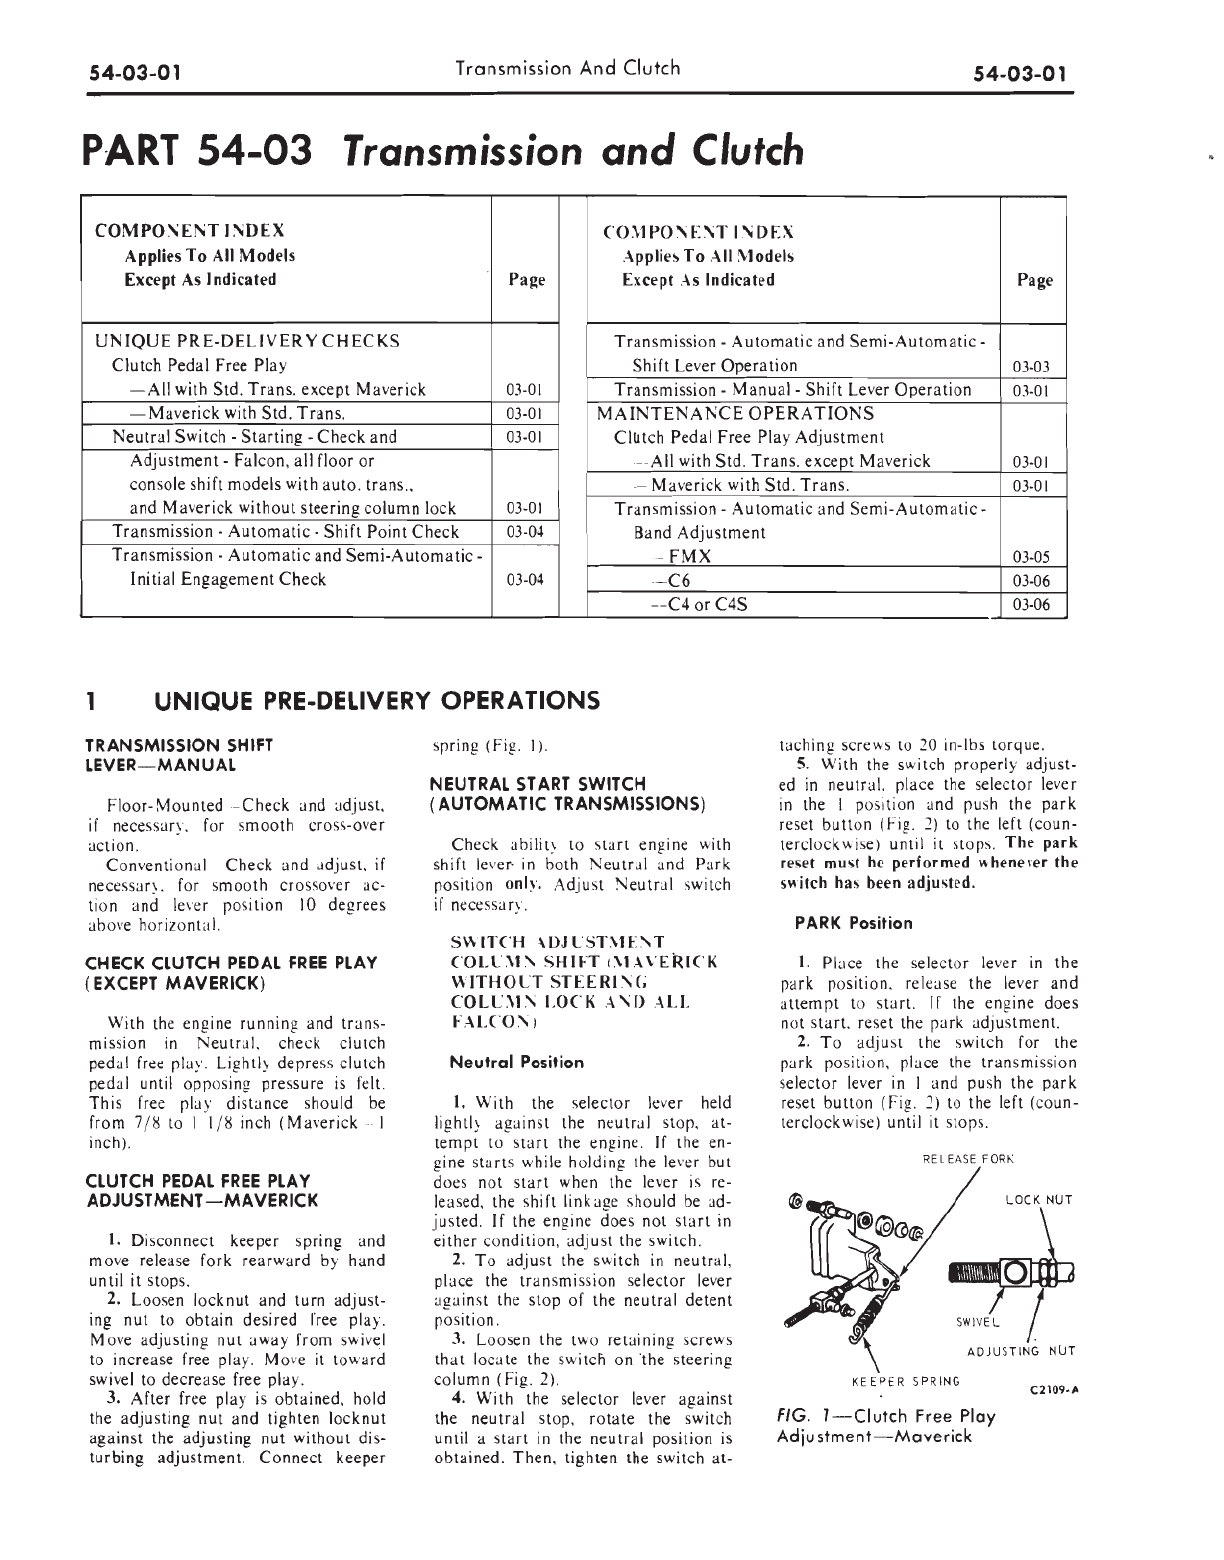 54-03-01
Transmission And Clutch
54-03-01
PART 54-03 Transmission and Clutch
COMPONENT INDEX
Applies To All Models
Except As Indicated
Page
UNIQUE PRE-DELIVERY CHECKS
Clutch Pedal Free Play
—All with Std. Trans. except Maverick 03-01
—Maverick with Std. Trans. 03-01
Neutral Switch - Starting - Check and 03-01
Adjustment - Falcon, all floor or
console shift models with auto. trans.,
and Maverick without steering column lock 03-01
Transmission - Automatic - Shift Point Check 03-04
Transmission - Automatic and Semi-Automatic -
Initial Engagement Check 03-04
COMPONENT INDEX
Applies To All Models
Except As Indicated
Page
Transmission - Automatic and Semi-Automatic -
Shift Lever Operation 03-03
Transmission - Manual - Shift Lever Operation 03-01
MAINTENANCE OPERATIONS
Clutch Pedal Free Play Adjustment
—All with Std. Trans. except Maverick 03-01
—Maverick with Std. Trans. 03-01
Transmission - Automatic and Semi-Automatic -
Band Adjustment
—FMX 03-05
—C6 03-06
—C4 or C4S 03-06
1 UNIQUE PRE-DELIVERY OPERATIONS
TRANSMISSION SHIFT
LEVER—MANUAL
Floor-Mounted—Check and adjust,
if necessary, for smooth cross-over
action.
Conventional Check and adjust, if
necessary, for smooth crossover ac-
tion and lever position 10 degrees
above horizontal.
CHECK CLUTCH PEDAL FREE PLAY
(EXCEPT MAVERICK)
With the engine running and trans-
mission in Neutral, check clutch
pedal free play. Lightly depress clutch
pedal until opposing pressure is felt.
This free play distance should be
from 7/8 to 1 1/8 inch (Maverick - 1
inch).
CLUTCH PEDAL FREE PLAY
ADJUSTMENT—MAVERICK
1. Disconnect keeper spring and
move release fork rearward by hand
until it stops.
2. Loosen locknut and turn adjust-
ing nut to obtain desired free play.
Move adjusting nut away from swivel
to increase free play. Move it toward
swivel to decrease free play.
3. After free play is obtained, hold
the adjusting nut and tighten locknut
against the adjusting nut without dis-
turbing adjustment. Connect keeper
spring (Fig. 1).
NEUTRAL START SWITCH
(AUTOMATIC TRANSMISSIONS)
Check ability to start engine with
shift lever in both Neutral and Park
position only. Adjust Neutral switch
if necessary.
SWITCH ADJUSTMENT
COLUMN SHIFT (MAVERICK
WITHOUT STEERING
COLUMN LOCK AND ALL
FALCON)
Neutral Position
1. With the selector lever held
lightly against the neutral stop, at-
tempt to start the engine. If the en-
gine starts while holding the lever but
does not start when the lever is re-
leased, the shift linkage should be ad-
justed. If the engine does not start in
either condition, adjust the switch.
2. To adjust the switch in neutral,
place the transmission selector lever
against the stop of the neutral detent
position.
3. Loosen the two retaining screws
that locate the switch on the steering
column (Fig. 2).
4. With the selector lever against
the neutral stop, rotate the switch
until a start in the neutral position is
obtained. Then, tighten the switch at-
taching screws to 20 in-lbs torque.
5. With the switch properly adjust-
ed in neutral, place the selector lever
in the 1 position and push the park
reset button (Fig. 2) to the left (coun-
terclockwise) until it stops. The park
reset must be performed whenever the
switch has been adjusted.
PARK Position
1. Place the selector lever in the
park position, release the lever and
attempt to start. If the engine does
not start, reset the park adjustment.
2. To adjust the switch for the
park position, place the transmission
selector lever in 1 and push the park
reset button (Fig. 2) to the left (coun-
terclockwise) until it stops.
RELEASE FORK
LOCK NUT
SWIVEL
ADJUSTING NUT
KEEPER SPRING
C2109-A
FIG. 1—Clutch Free Play
Adjustment—Maverick